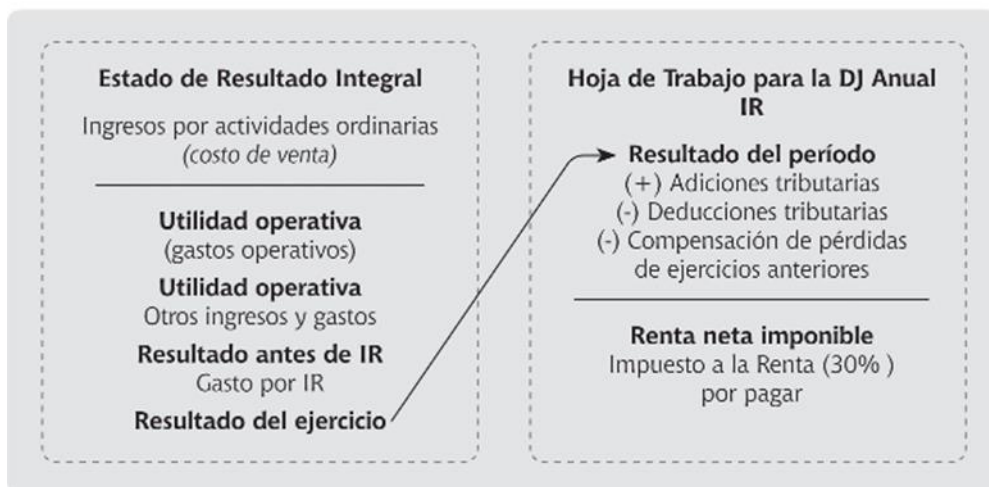 Estado de Resultado Integral
Ingresos por actividades ordinarias
(costo de venta)
Utilidad operativa
(gastos operativos)
Utilidad operativa
Otros ingresos y gastos
Resultado antes de IR
Gasto por IR
Resultado del ejercicio
Hoja de Trabajo para la DJ Anual
IR
Resultado del período
(+) Adiciones tributarias
(-) Deducciones tributarias
(-) Compensación de pérdidas
de ejercicios anteriores
Renta neta imponible
Impuesto a la Renta (30% )
por pagar